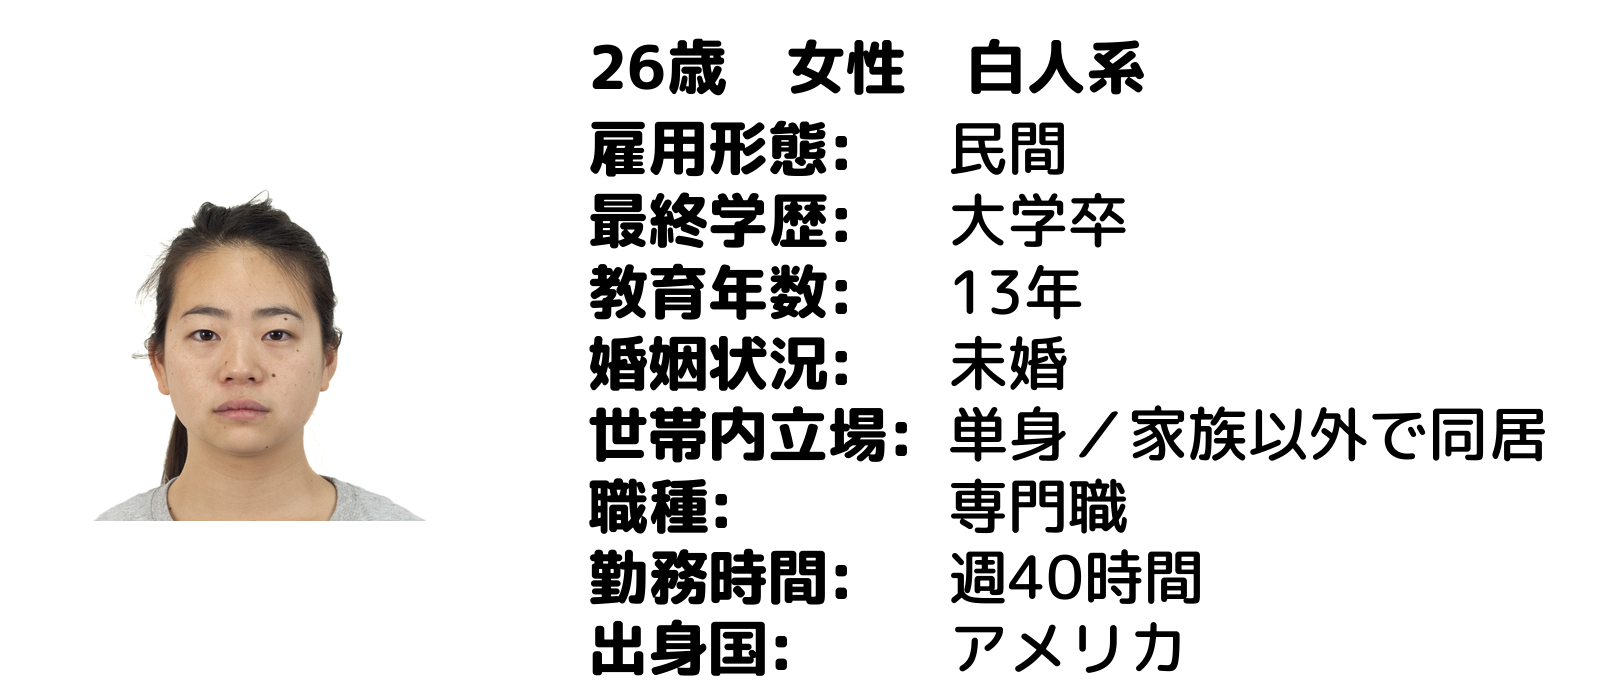 26歳　女性　白人系
雇用形態:　民間
最終学歴:　大学卒
教育年数:　13年
婚姻状況:　未婚
世帯内立場:　単身／家族以外で同居
職種:　専門職
勤務時間:　週40時間
出身国:　アメリカ